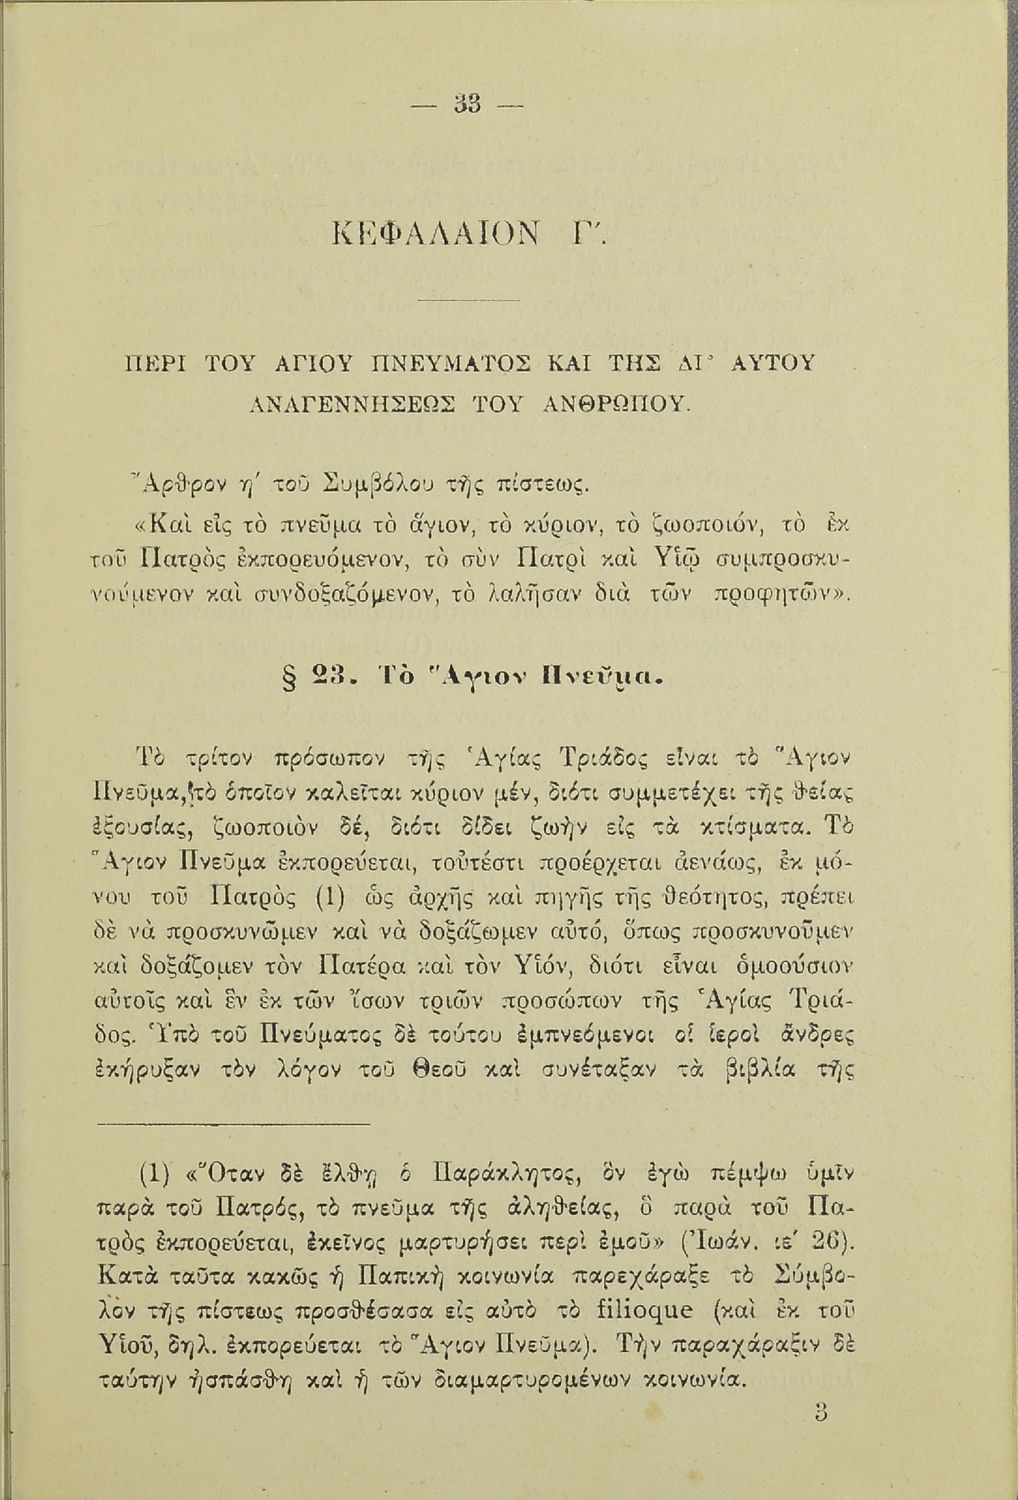 — 33 —
ΚΕΦΑΛΑΙΟΝ Γ΄.
ΠΕΡΙ ΤΟΥ ΑΓΙΟΥ ΠΝΕΥΜΑΤΟΣ ΚΑΙ ΤΗΣ ΔΙ᾿ ΑΥΤΟΥ
ΑΝΑΓΕΝΝΗΣΕΩΣ ΤΟΥ ΑΝΘΡΩΠΟΥ.
Ἄρθρον η΄ τοῦ Συμβόλου τῆς πίστεως.
«Καὶ εἰς τὸ πνεῦμα τὸ ἅγιον, τὸ κύριον, τὸ ζωοποιόν, τὸ ἐκ
τοῦ Πατρὸς ἐκπορευόμενον, τὸ σὺν Πατρὶ καὶ Υἱῷ συμπροσκυ-
νούμενον καὶ συνδοξαζόμενον, τὸ λαλῆσαν διὰ τῶν προφητῶν».
§ 23. Τὸ Ἅγιον Πνεῦμα.
Τὸ τρίτον πρόσωπον τῆς Ἁγίας Τριάδος εἶναι τὸ Ἅγιον
Πνεῦμα, τὸ ὁποῖον καλεῖται κύριον μέν, διότι συμμετέχει τῆς θείας
ἐξουσίας, ζωοποιὸν δέ, διότι δίδει ζωὴν εἰς τὰ κτίσματα. Τὸ
Ἅγιον Πνεῦμα ἐκπορεύεται, τοὐτέστι προέρχεται ἀενάως, ἐκ μό-
νου τοῦ Πατρὸς (1) ὡς ἀρχῆς καὶ πηγῆς τῆς θεότητος, πρέπει
δὲ νὰ προσκυνῶμεν καὶ νὰ δοξάζωμεν αὐτό, ὅπως προσκυνοῦμεν
καὶ δοξάζομεν τὸν Πατέρα καὶ τὸν Υἱόν, διότι εἶναι ὁμοούσιον
αὐτοῖς καὶ ἓν ἐκ τῶν ἴσων τριῶν προσώπων τῆς Ἁγίας Τριά-
δος. Ὑπὸ τοῦ Πνεύματος δὲ τούτου ἐμπνεόμενοι οἱ ἱεροὶ ἄνδρες
ἐκήρυξαν τὸν λόγον τοῦ Θεοῦ καὶ συνέταξαν τὰ βιβλία τῆς
(1) «Ὅταν δὲ ἔλθῃ ὁ Παράκλητος, ὃν ἐγὼ πέμψω ὑμῖν
παρὰ τοῦ Πατρός, τὸ πνεῦμα τῆς ἀληθείας, ὃ παρὰ τοῦ Πα-
τρὸς ἐκπορεύεται, ἐκεῖνος μαρτυρήσει περὶ ἐμοῦ» (Ἰωάν. ιε΄ 26).
Κατὰ ταῦτα κακῶς ἡ Παπικὴ κοινωνία παρεχάραξε τὸ Σύμβο-
λον τῆς πίστεως προσθέσασα εἰς αὐτὸ τὸ filioque (καὶ ἐκ τοῦ
Υἱοῦ, δηλ. ἐκπορεύεται τὸ Ἅγιον Πνεῦμα). Τὴν παραχάραξιν δὲ
ταύτην ἠσπάσθη καὶ ἡ τῶν διαμαρτυρομένων κοινωνία.
3